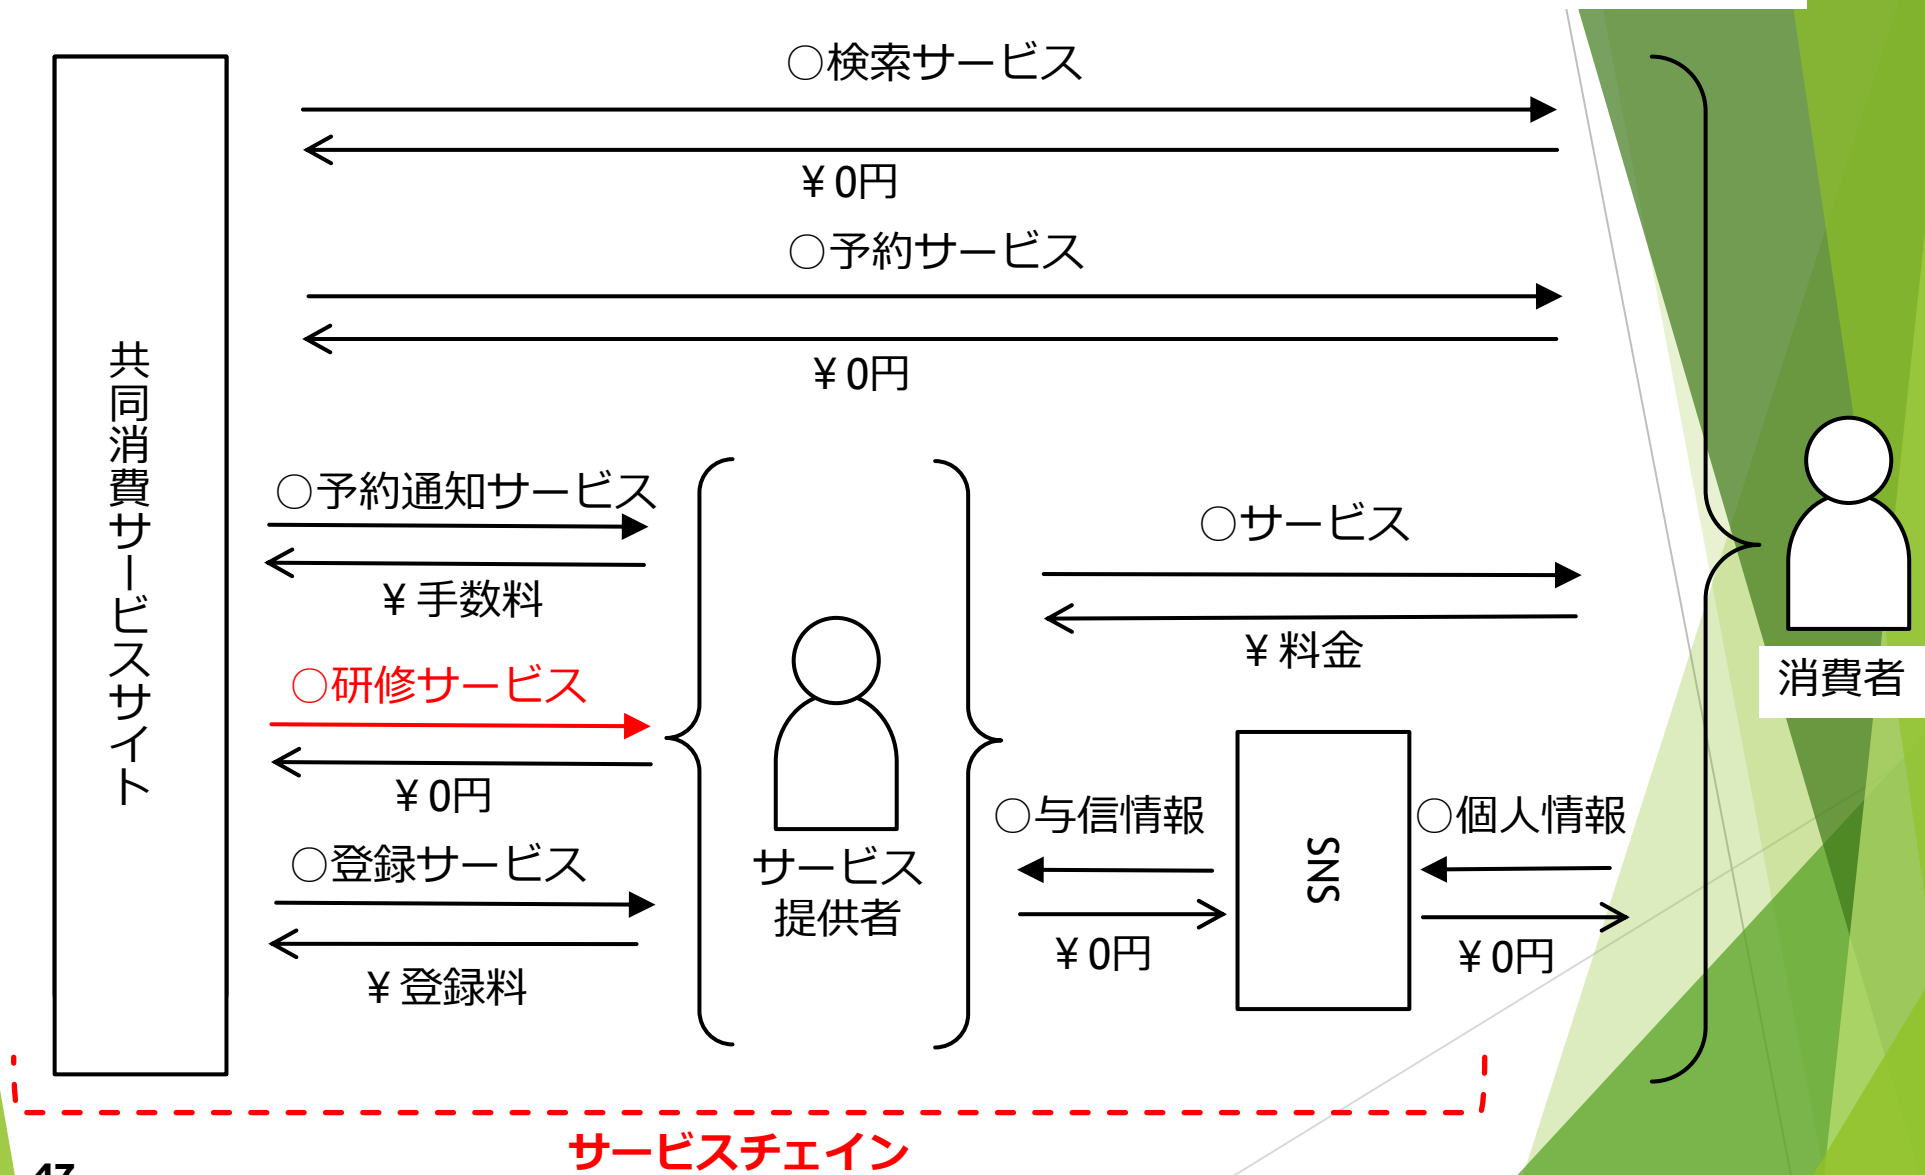 ○検索サービス
¥0円
○予約サービス
¥0円
共同消費サービスサイト
○予約通知サービス
¥手数料
○研修サービス
¥0円
○登録サービス
¥登録料
サービス
提供者
○サービス
¥料金
○与信情報
¥0円
SNS
○個人情報
¥0円
消費者
サービスチェイン
47